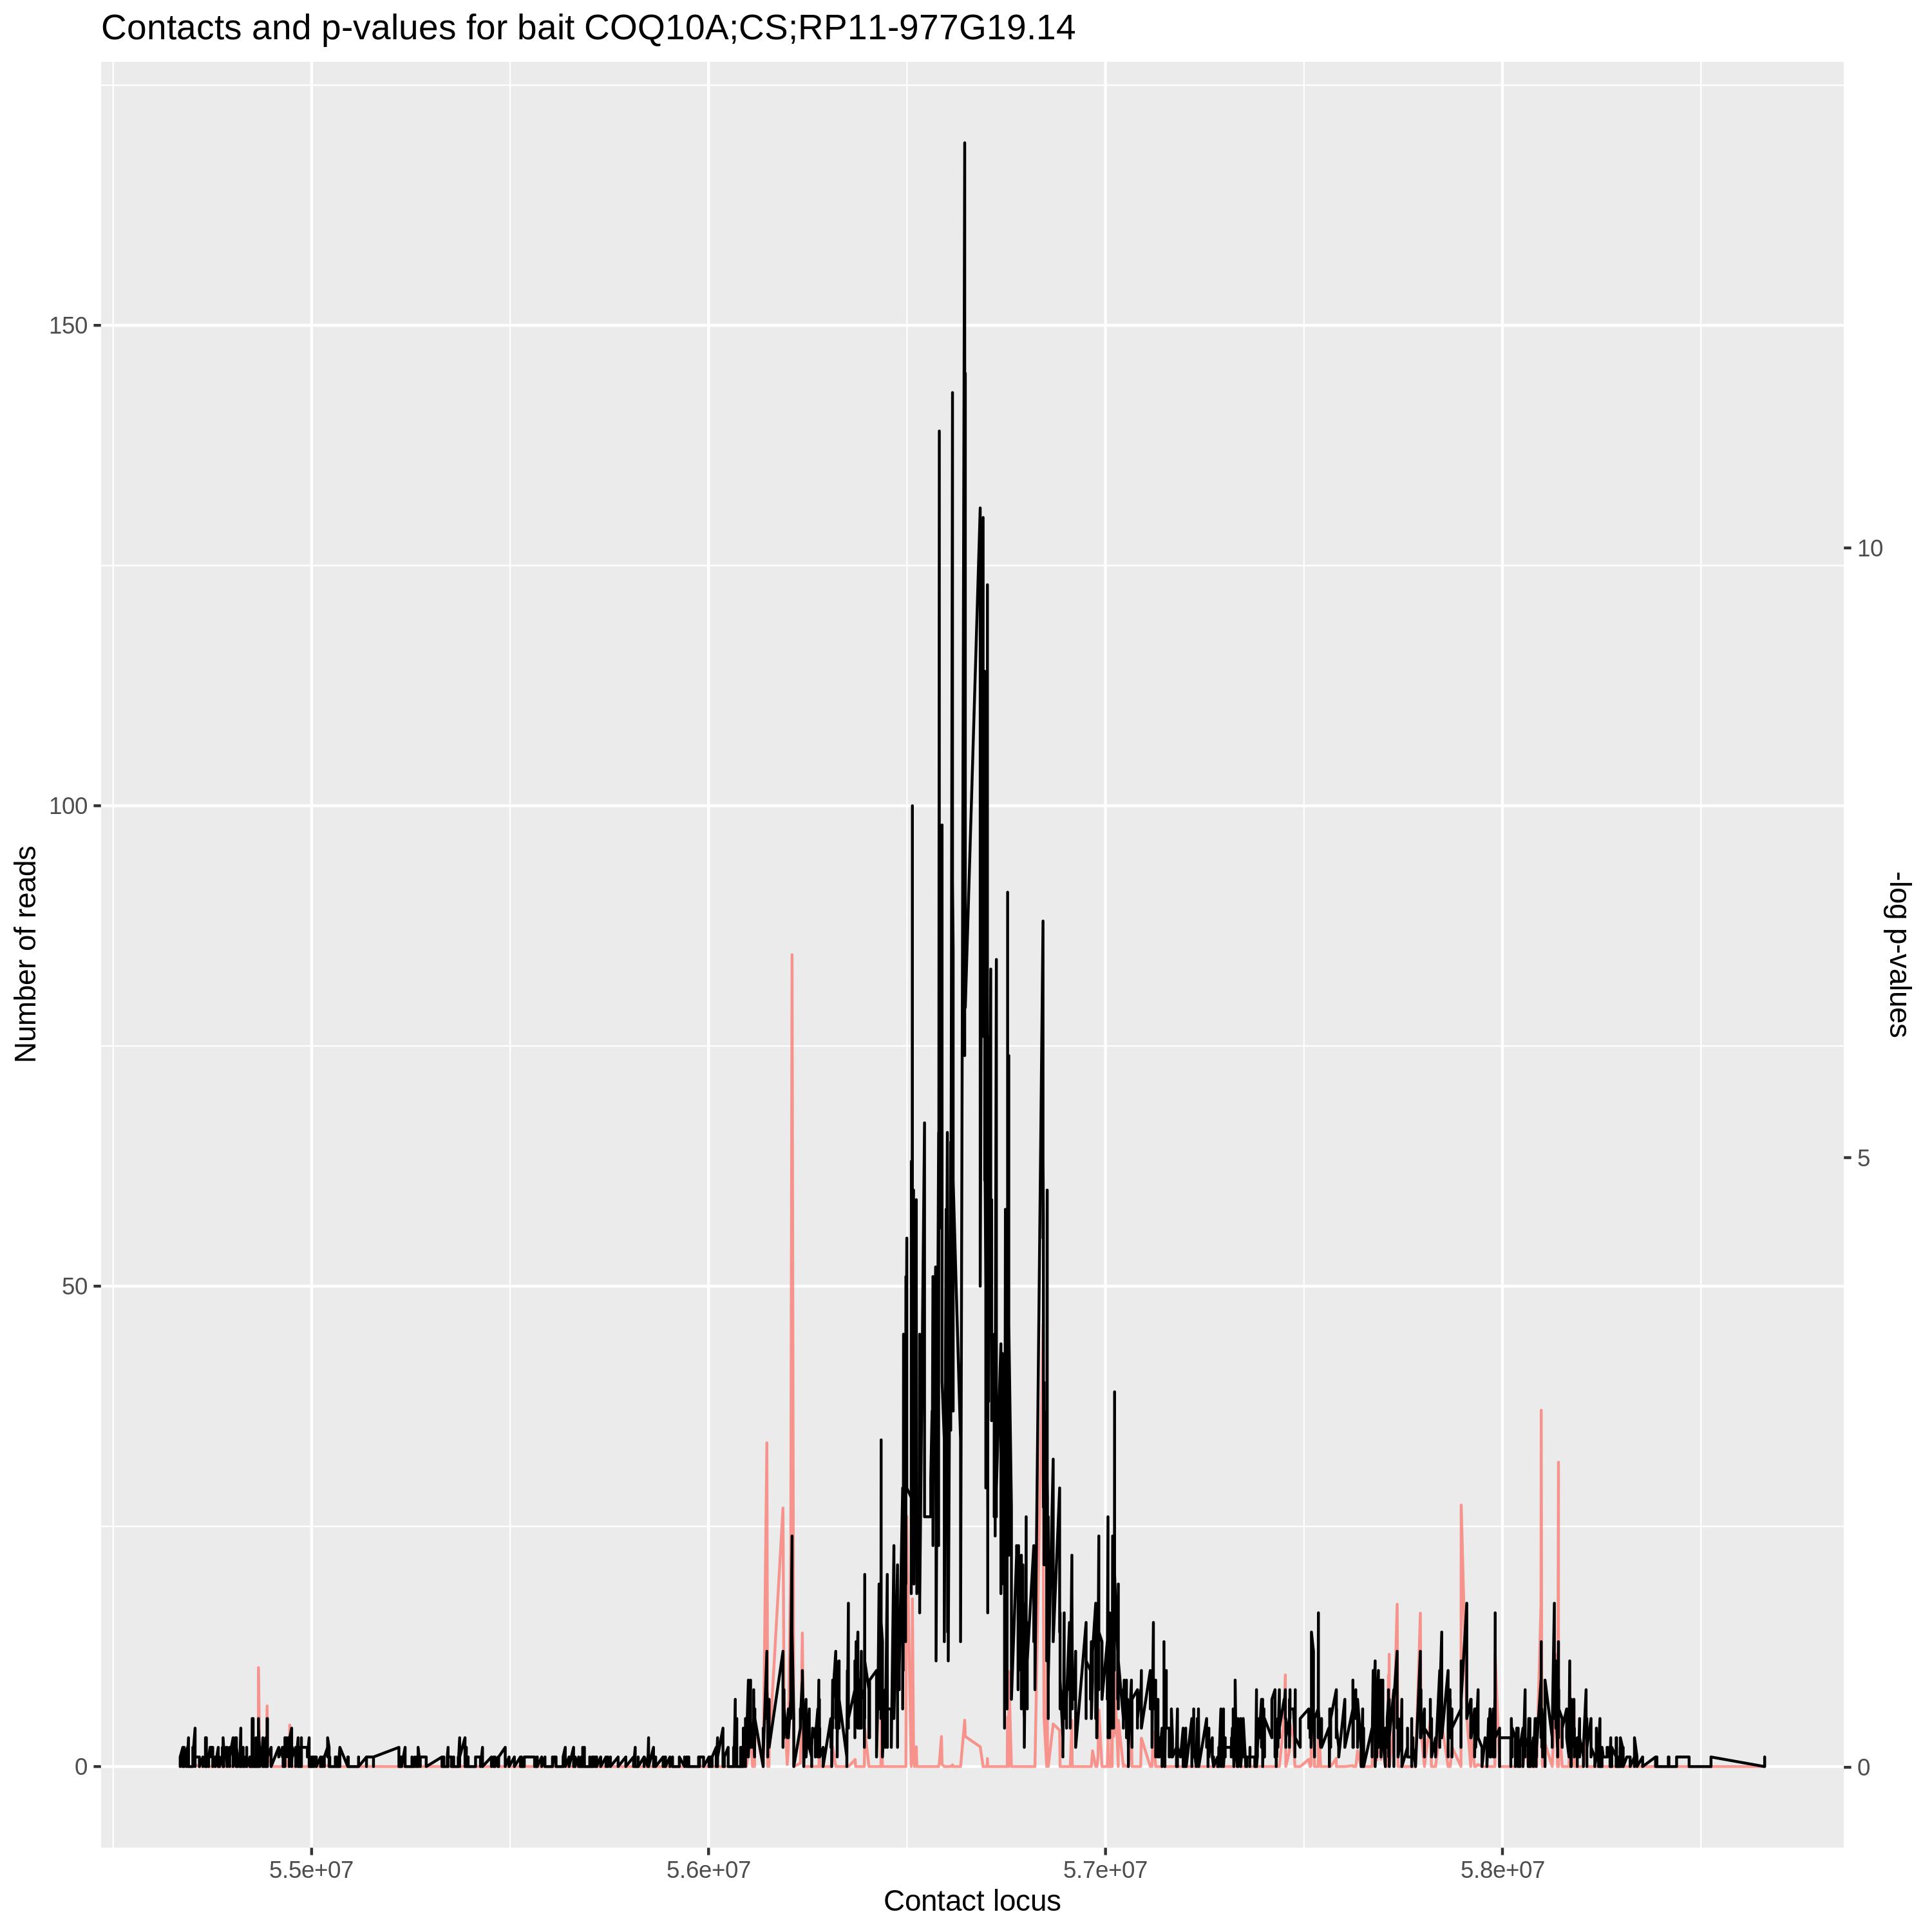 Contacts and p-values for bait COQ10A;CS;RP11-977G19.14
150
100
50
0
Number of reads
10
5
0
-log p-values
5.5e+07
5.6e+07
5.7e+07
5.8e+07
Contact locus